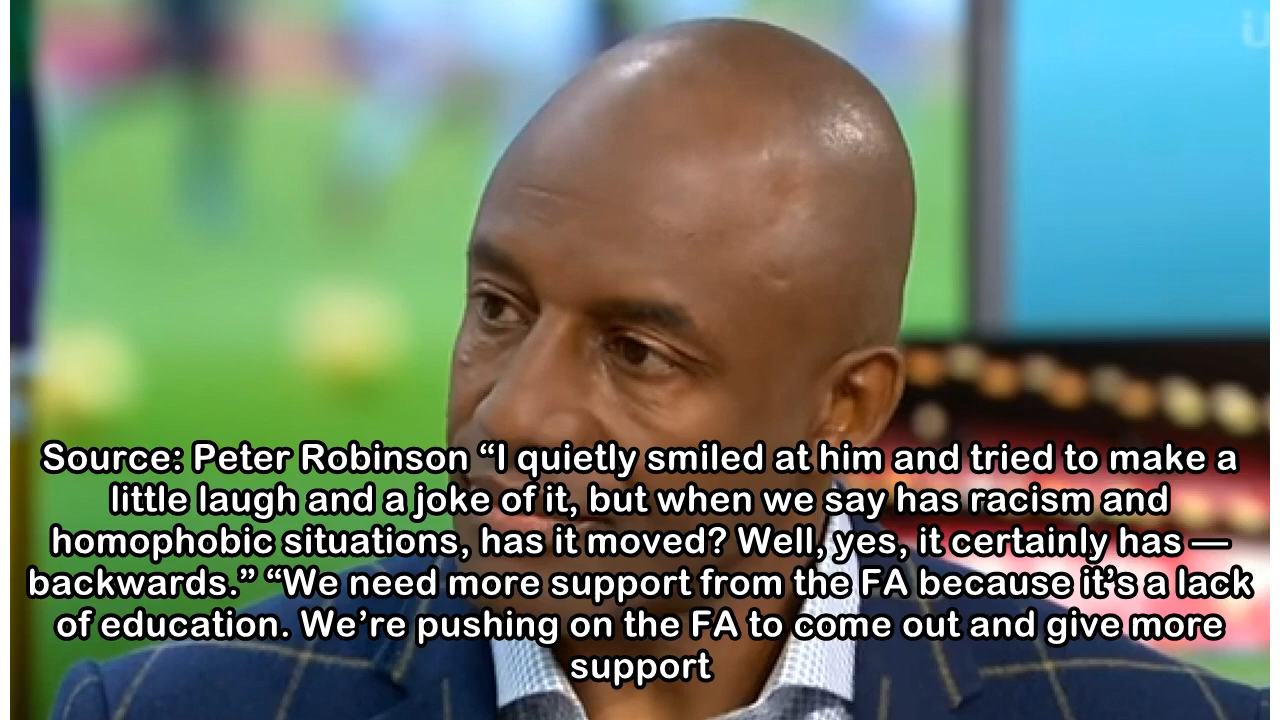 Source: Peter Robinson “I quietly smiled at him and tried to make a
little laugh and a joke of it, but when we say has racism and
homophobic situations, has it moved? Well, yes, it certainly has —
backwards.” “We need more support from the FA because it’s a lack
of education. We’re pushing on the FA to come out and give more
support